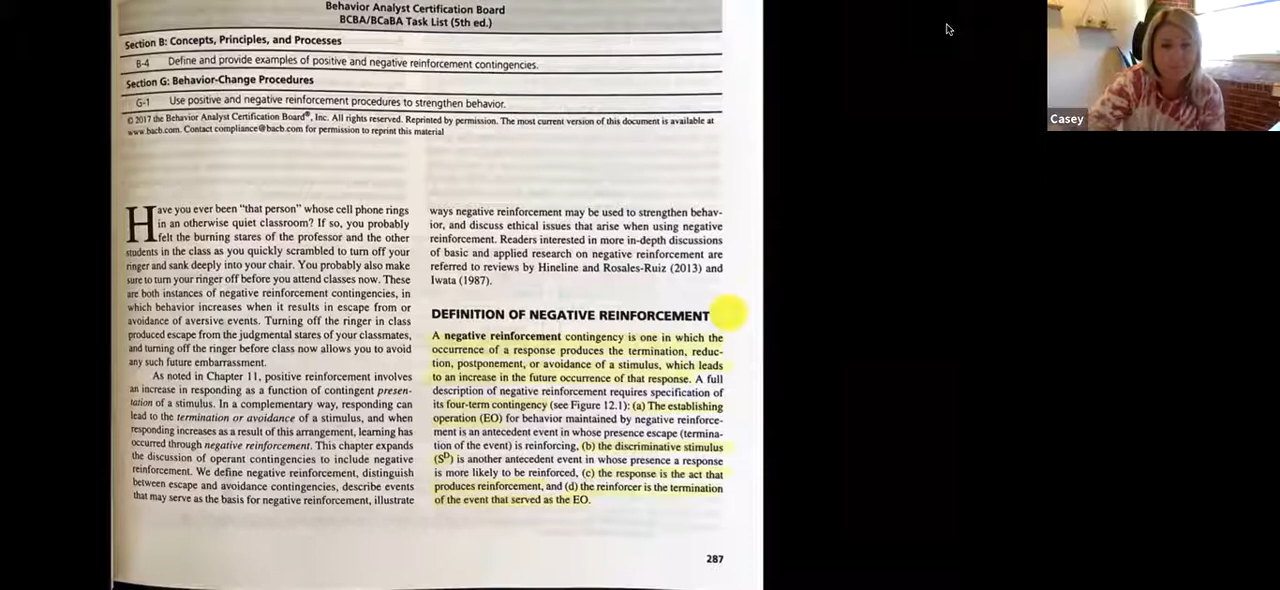 Behavior Analyst Certification Board
BCBA/BCaBA Task List (5th ed.)
Section B: Concepts, Principles, and Processes
B-4 Define and provide examples of positive and negative reinforcement contingencies.
Section G: Behavior-Change Procedures
G-1 Use positive and negative reinforcement procedures to strengthen behavior.
© 2017 the Behavior Analyst Certification Board®, Inc. All rights reserved. Reprinted by permission. The most current version of this document is available at
www.bacb.com. Contact compliance@bacb.com for permission to reprint this material
Have you ever been "that person" whose cell phone rings
in an otherwise quiet classroom? If so, you probably
felt the burning stares of the professor and the other
students in the class as you quickly scrambled to turn off your
ringer and sank deeply into your chair. You probably also make
sure to turn your ringer off before you attend classes now. These
are both instances of negative reinforcement contingencies, in
which behavior increases when it results in escape from or
avoidance of aversive events. Turning off the ringer in class
produced escape from the judgmental stares of your classmates,
and turning off the ringer before class now allows you to avoid
any such future embarrassment.
As noted in Chapter 11, positive reinforcement involves
an increase in responding as a function of contingent presen-
tation of a stimulus. In a complementary way, responding can
lead to the termination or avoidance of a stimulus, and when
responding increases as a result of this arrangement, learning has
occurred through negative reinforcement. This chapter expands
the discussion of operant contingencies to include negative
reinforcement. We define negative reinforcement, distinguish
between escape and avoidance contingencies, describe events
that may serve as the basis for negative reinforcement, illustrate
ways negative reinforcement may be used to strengthen behav-
ior, and discuss ethical issues that arise when using negative
reinforcement. Readers interested in more in-depth discussions
of basic and applied research on negative reinforcement are
referred to reviews by Hineline and Rosales-Ruiz (2013) and
Iwata (1987).
DEFINITION OF NEGATIVE REINFORCEMENT
A negative reinforcement contingency is one in which the
occurrence of a response produces the termination, reduc-
tion, postponement, or avoidance of a stimulus, which leads
to an increase in the future occurrence of that response. A full
description of negative reinforcement requires specification of
its four-term contingency (see Figure 12.1): (a) The establishing
operation (EO) for behavior maintained by negative reinforce-
ment is an antecedent event in whose presence escape (termina-
tion of the event) is reinforcing, (b) the discriminative stimulus
(Sᴰ) is another antecedent event in whose presence a response
is more likely to be reinforced, (c) the response is the act that
produces reinforcement, and (d) the reinforcer is the termination
of the event that served as the EO.
287
Casey